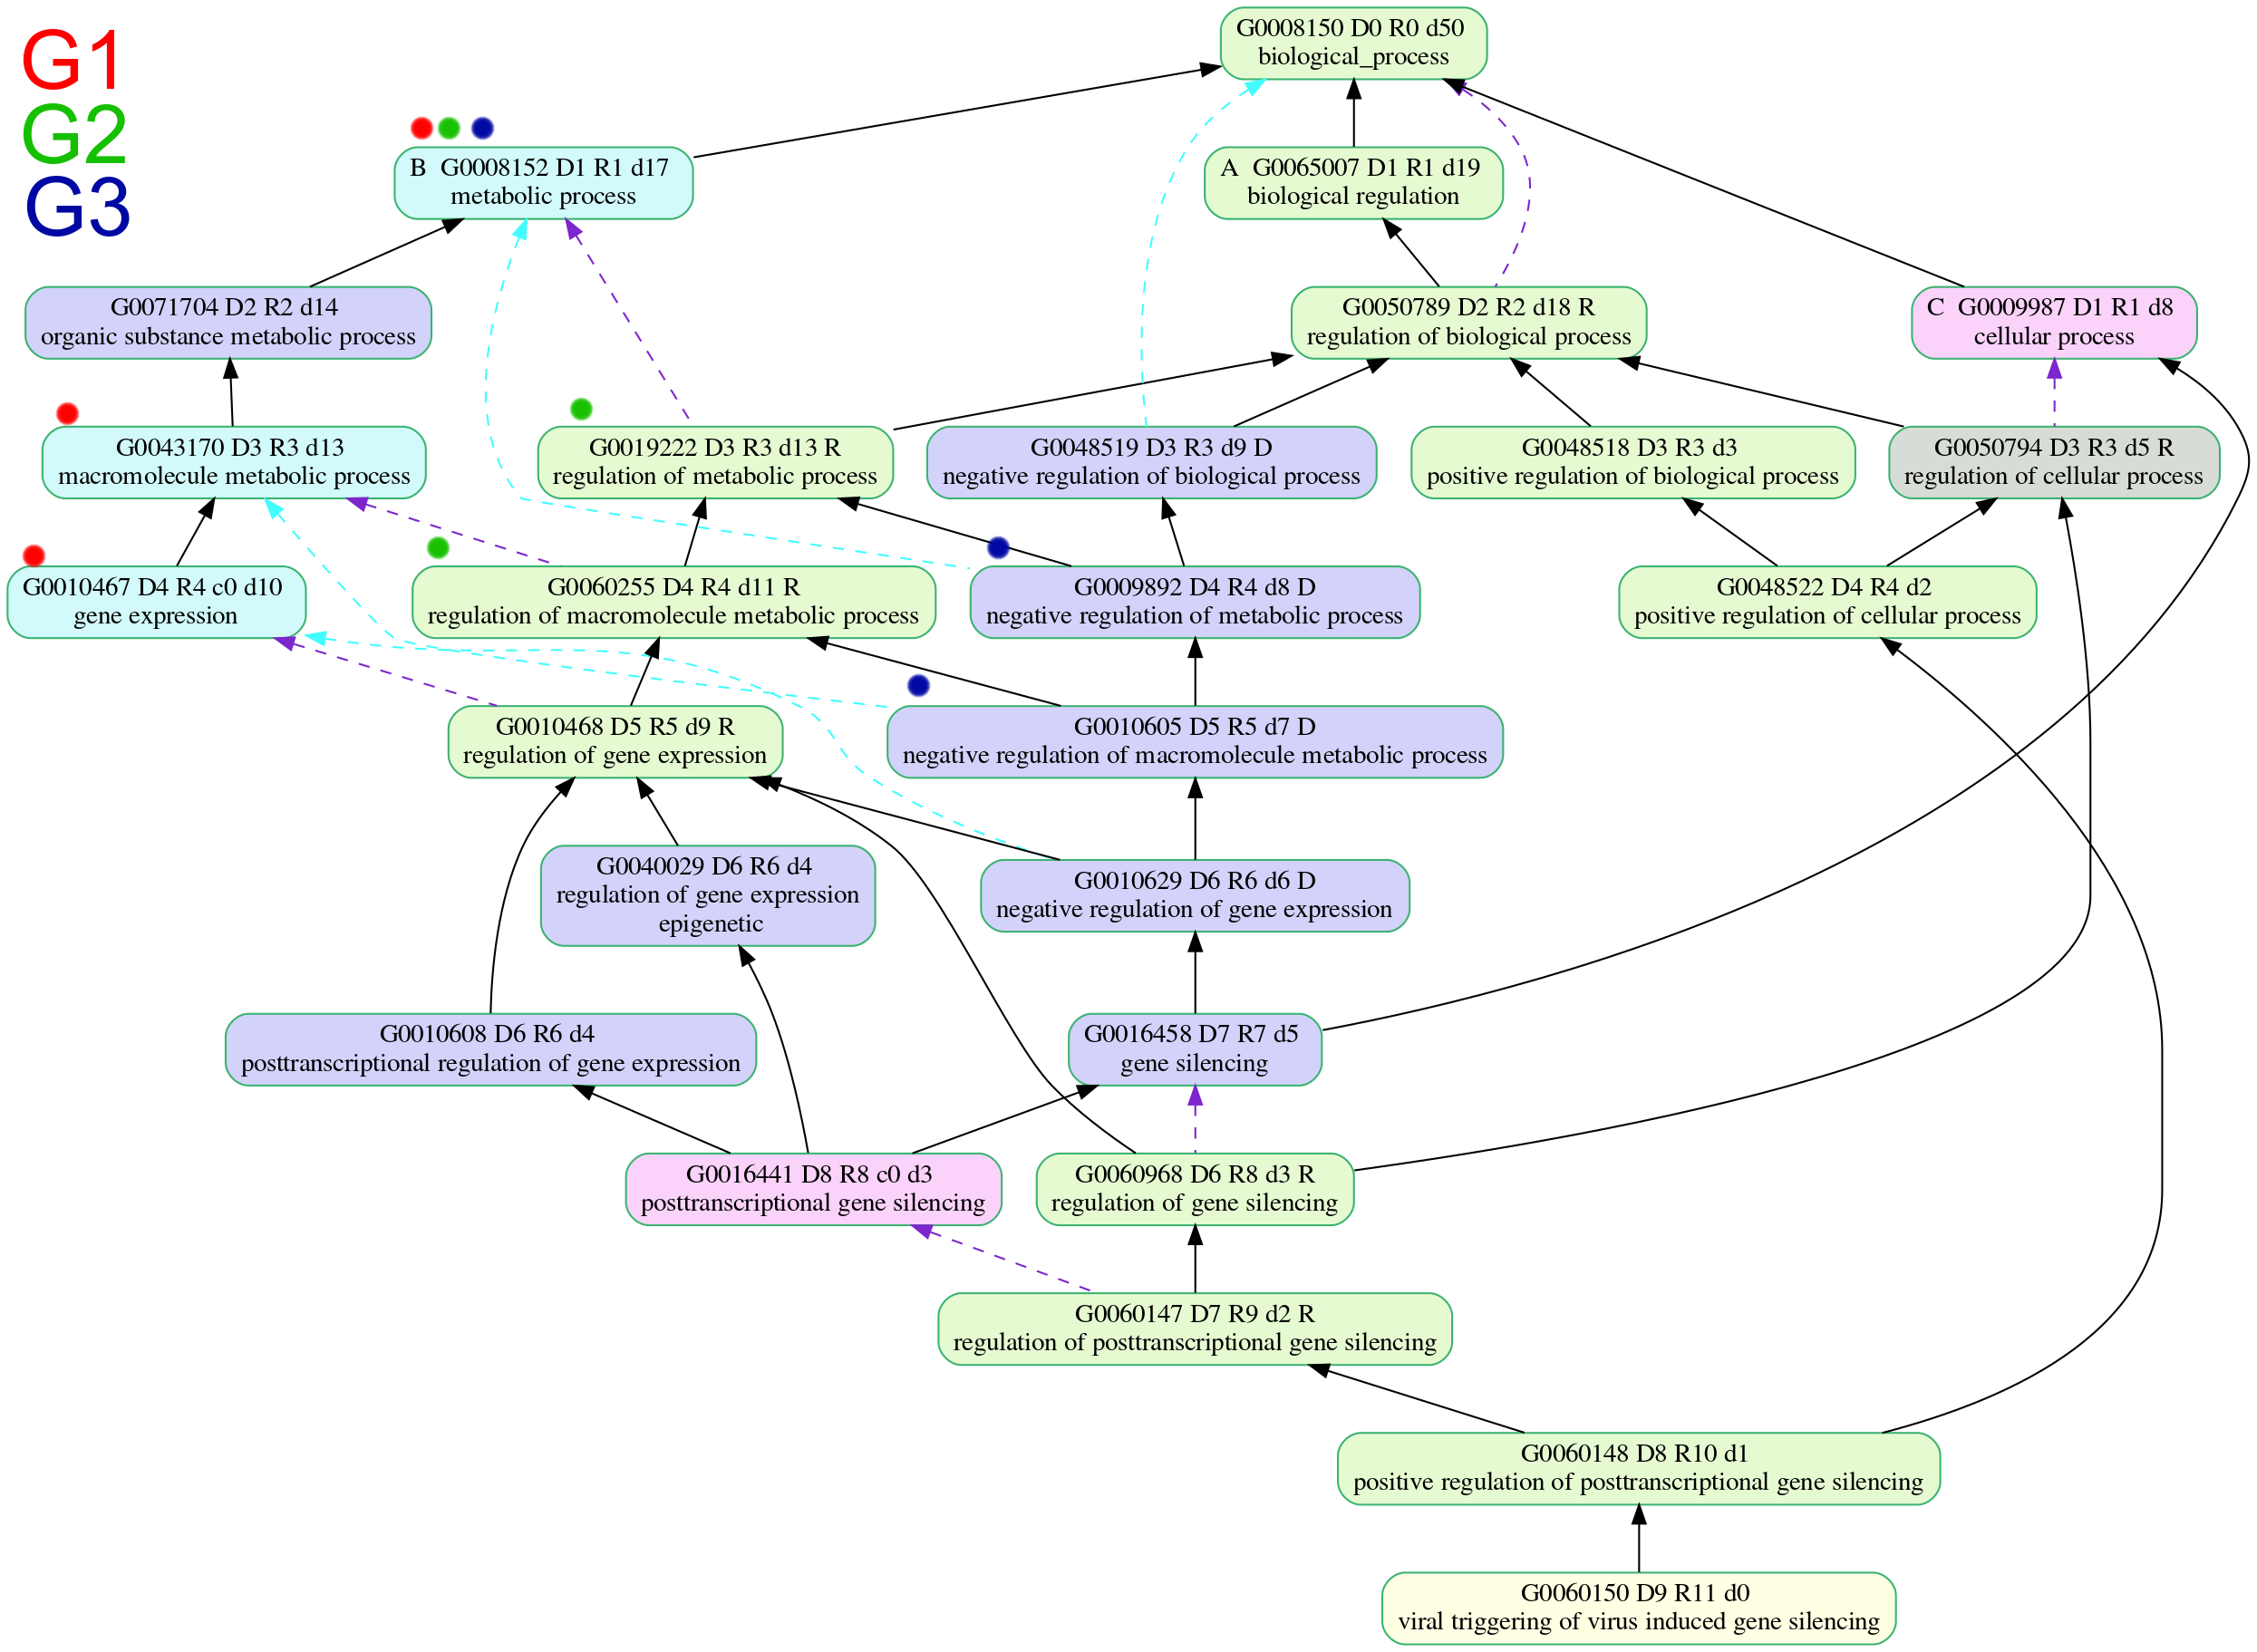 G1
G2
G3
G0008150 D0 R0 d50
biological_process
B  G0008152 D1 R1 d17
metabolic process
A  G0065007 D1 R1 d19
biological regulation
G0071704 D2 R2 d14
organic substance metabolic process
G0050789 D2 R2 d18 R
regulation of biological process
C  G0009987 D1 R1 d8
cellular process
G0043170 D3 R3 d13
macromolecule metabolic process
G0019222 D3 R3 d13 R
regulation of metabolic process
G0048519 D3 R3 d9 D
negative regulation of biological process
G0048518 D3 R3 d3
positive regulation of biological process
G0050794 D3 R3 d5 R
regulation of cellular process
G0010467 D4 R4 c0 d10
gene expression
G0060255 D4 R4 d11 R
regulation of macromolecule metabolic process
G0009892 D4 R4 d8 D
negative regulation of metabolic process
G0048522 D4 R4 d2
positive regulation of cellular process
G0010468 D5 R5 d9 R
regulation of gene expression
G0010605 D5 R5 d7 D
negative regulation of macromolecule metabolic process
G0040029 D6 R6 d4
regulation of gene expression
epigenetic
G0010629 D6 R6 d6 D
negative regulation of gene expression
G0010608 D6 R6 d4
posttranscriptional regulation of gene expression
G0016458 D7 R7 d5
gene silencing
G0016441 D8 R8 c0 d3
posttranscriptional gene silencing
G0060968 D6 R8 d3 R
regulation of gene silencing
G0060147 D7 R9 d2 R
regulation of posttranscriptional gene silencing
G0060148 D8 R10 d1
positive regulation of posttranscriptional gene silencing
G0060150 D9 R11 d0
viral triggering of virus induced gene silencing